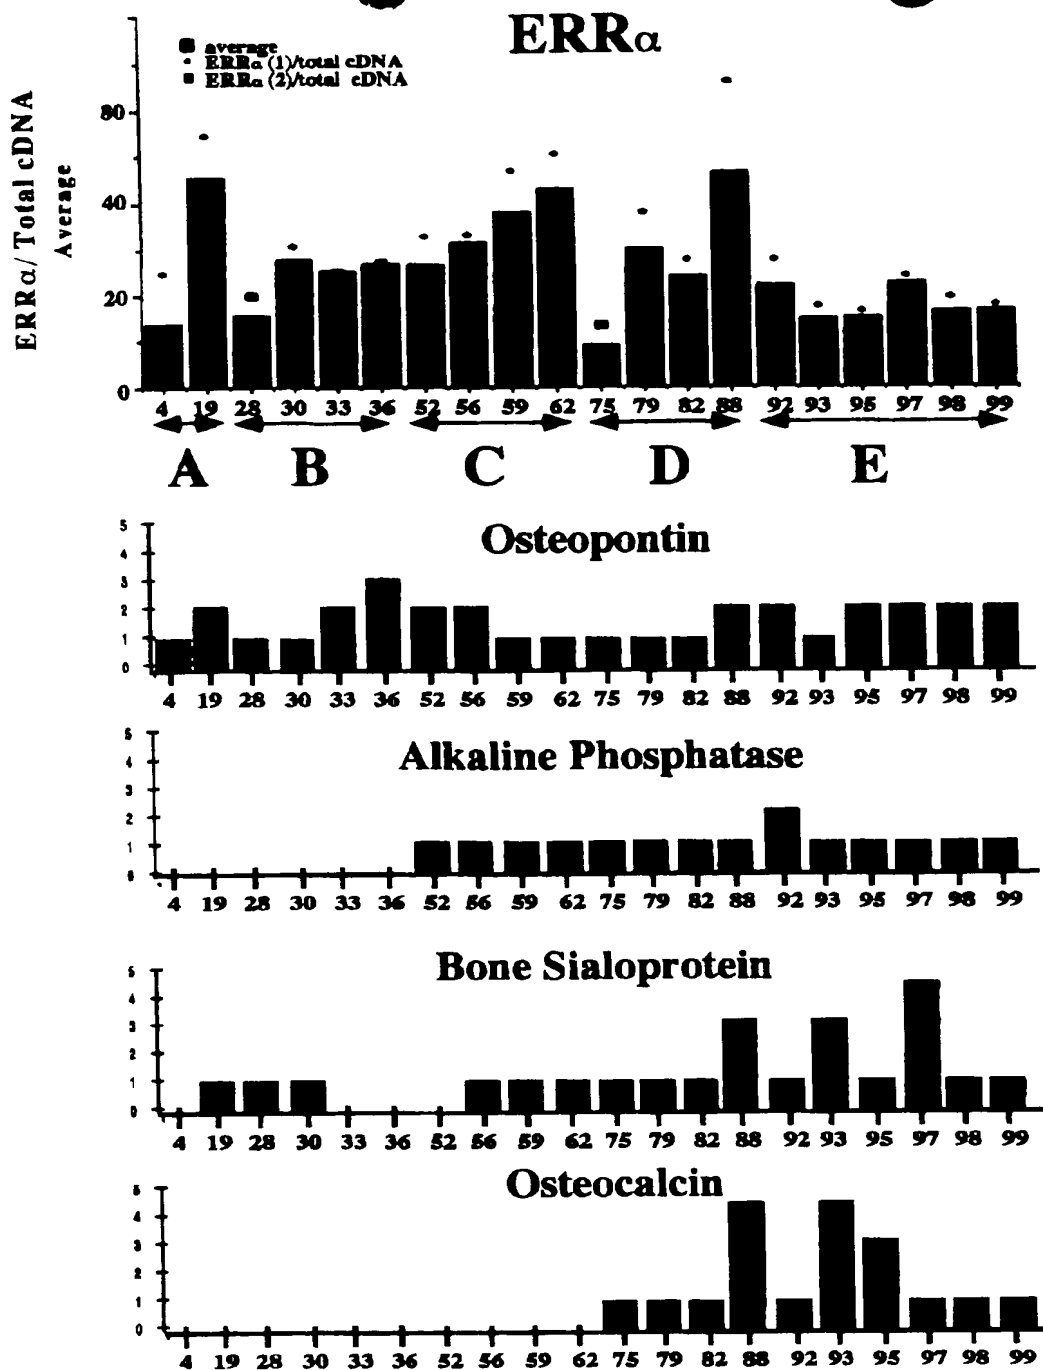 ERRα
average
ERRα (1)/total cDNA
ERRα (2)/total cDNA
ERRα/ Total cDNA
Average
80
40
20
0
4 19 28 30 33 36 52 56 59 62 75 79 82 88 92 93 95 97 98 99
A B C D E
Osteopontin
5
4
3
2
1
0
4 19 28 30 33 36 52 56 59 62 75 79 82 88 92 93 95 97 98 99
Alkaline Phosphatase
5
4
3
2
1
0
4 19 28 30 33 36 52 56 59 62 75 79 82 88 92 93 95 97 98 99
Bone Sialoprotein
5
4
3
2
1
0
4 19 28 30 33 36 52 56 59 62 75 79 82 88 92 93 95 97 98 99
Osteocalcin
5
4
3
2
1
0
4 19 28 30 33 36 52 56 59 62 75 79 82 88 92 93 95 97 98 99